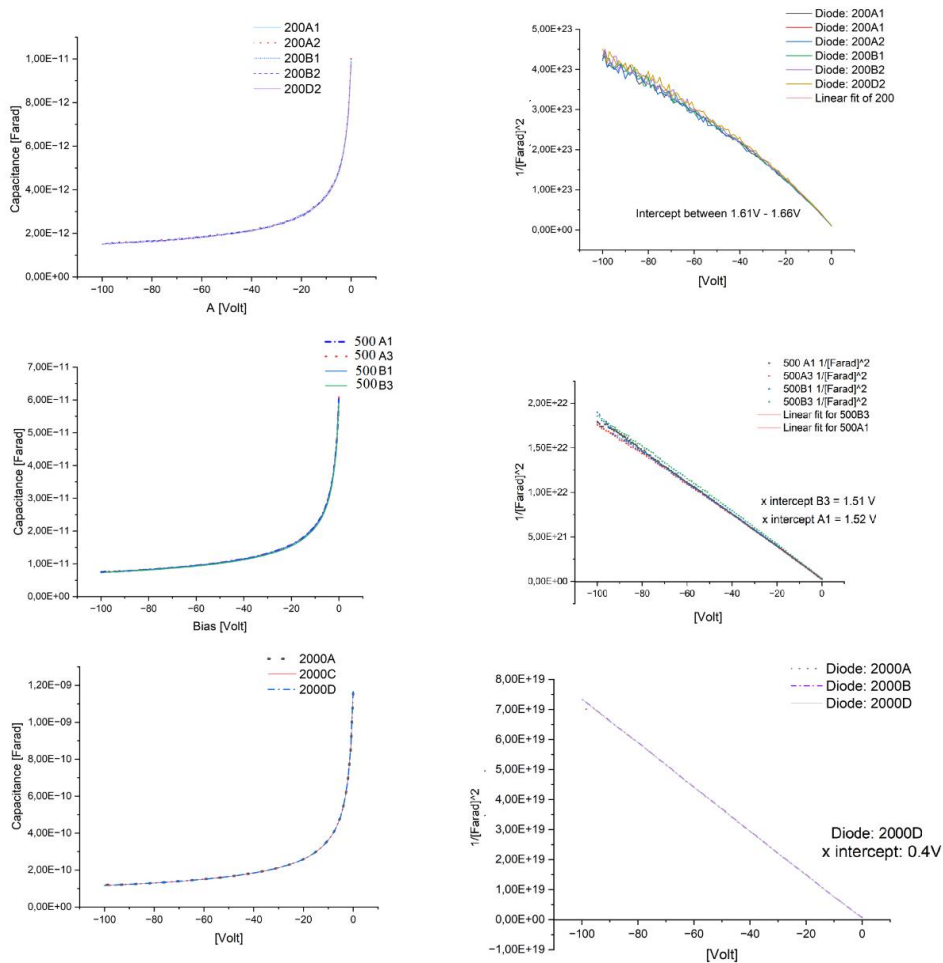 200A1
200A2
200B1
200B2
200D2
1,00E−11
8,00E−12
6,00E−12
4,00E−12
2,00E−12
0,00E+00
Capacitance [Farad]
−100
−80
−60
−40
−20
0
A [Volt]
Diode: 200A1
Diode: 200A1
Diode: 200A2
Diode: 200B1
Diode: 200B2
Diode: 200D2
Linear fit of 200
5,00E+23
4,00E+23
3,00E+23
2,00E+23
1,00E+23
0,00E+00
1/[Farad]^2
Intercept between 1.61V - 1.66V
−100
−80
−60
−40
−20
0
[Volt]
500 A1
500 A3
500 B1
500 B3
7,00E−11
6,00E−11
5,00E−11
4,00E−11
3,00E−11
2,00E−11
1,00E−11
0,00E+00
Capacitance [Farad]
−100
−80
−60
−40
−20
0
Bias [Volt]
500 A1 1/[Farad]^2
500A3 1/[Farad]^2
500B1 1/[Farad]^2
500B3 1/[Farad]^2
Linear fit for 500B3
Linear fit for 500A1
2,00E+22
1,50E+22
1,00E+22
5,00E+21
0,00E+00
1/[Farad]^2
x intercept B3 = 1.51 V
x intercept A1 = 1.52 V
−100
−80
−60
−40
−20
0
[Volt]
2000A
2000C
2000D
1,20E−09
1,00E−09
8,00E−10
6,00E−10
4,00E−10
2,00E−10
0,00E+00
Capacitance [Farad]
−100
−80
−60
−40
−20
0
[Volt]
Diode: 2000A
Diode: 2000B
Diode: 2000D
8,00E+19
7,00E+19
6,00E+19
5,00E+19
4,00E+19
3,00E+19
2,00E+19
1,00E+19
0,00E+00
−1,00E+19
1/[Farad]^2
Diode: 2000D
x intercept: 0.4V
−100
−80
−60
−40
−20
0
[Volt]